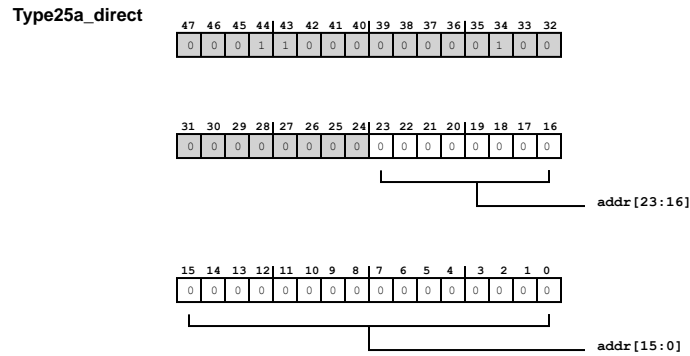 Type25a_direct
47 46 45 44 43 42 41 40 39 38 37 36 35 34 33 32
0 0 0 1 1 0 0 0 0 0 0 0 0 1 0 0
31 30 29 28 27 26 25 24 23 22 21 20 19 18 17 16
0 0 0 0 0 0 0 0 0 0 0 0 0 0 0 0
addr[23:16]
15 14 13 12 11 10 9 8 7 6 5 4 3 2 1 0
0 0 0 0 0 0 0 0 0 0 0 0 0 0 0 0
addr[15:0]